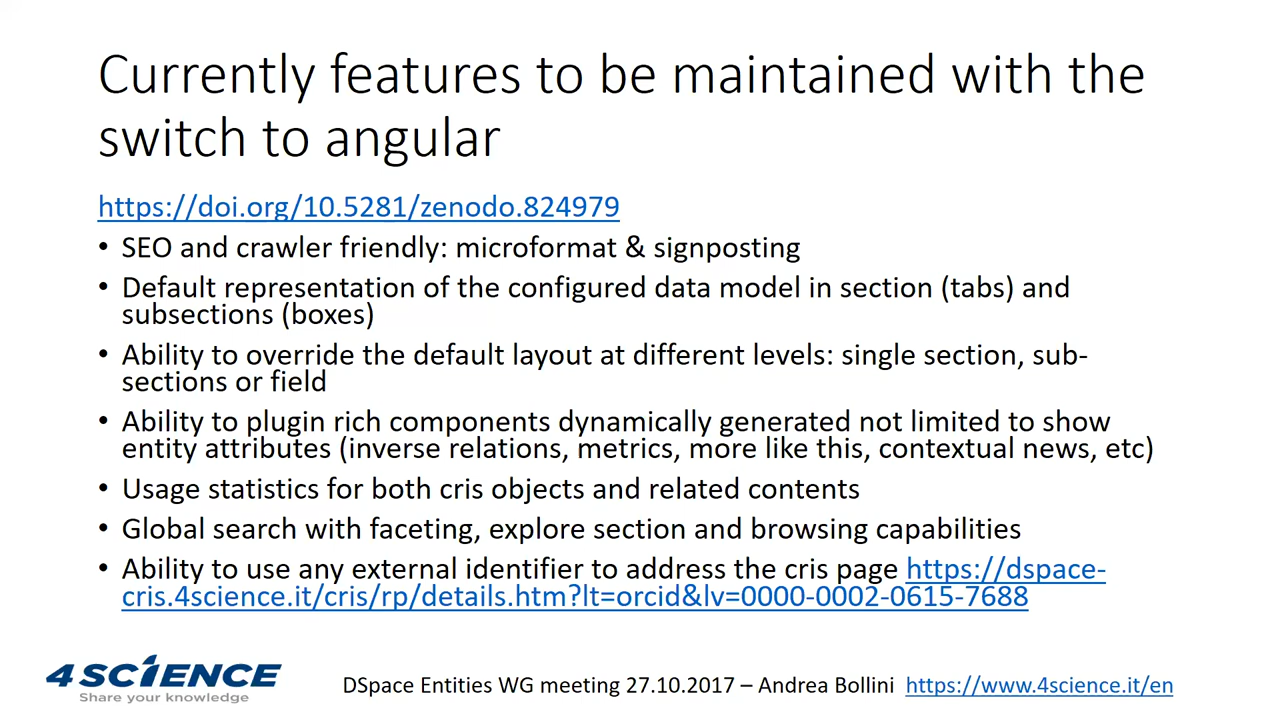 Currently features to be maintained with the
switch to angular
https://doi.org/10.5281/zenodo.824979
• SEO and crawler friendly: microformat & signposting
• Default representation of the configured data model in section (tabs) and
subsections (boxes)
• Ability to override the default layout at different levels: single section, sub-
sections or field
• Ability to plugin rich components dynamically generated not limited to show
entity attributes (inverse relations, metrics, more like this, contextual news, etc)
• Usage statistics for both cris objects and related contents
• Global search with faceting, explore section and browsing capabilities
• Ability to use any external identifier to address the cris page https://dspace-
cris.4science.it/cris/rp/details.htm?lt=orcid&lv=0000-0002-0615-7688
4SCIENCE
Share your knowledge
DSpace Entities WG meeting 27.10.2017 – Andrea Bollini https://www.4science.it/en